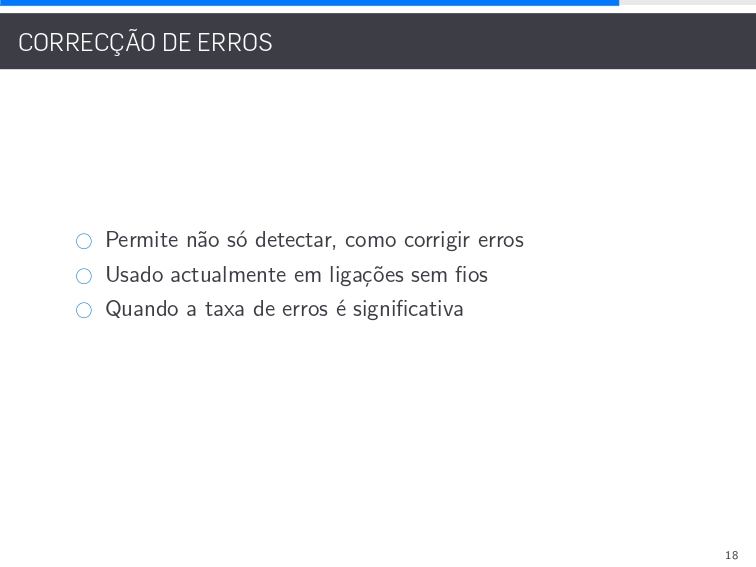 CORRECÇÃO DE ERROS
Permite não só detectar, como corrigir erros
Usado actualmente em ligações sem fios
Quando a taxa de erros é significativa
18